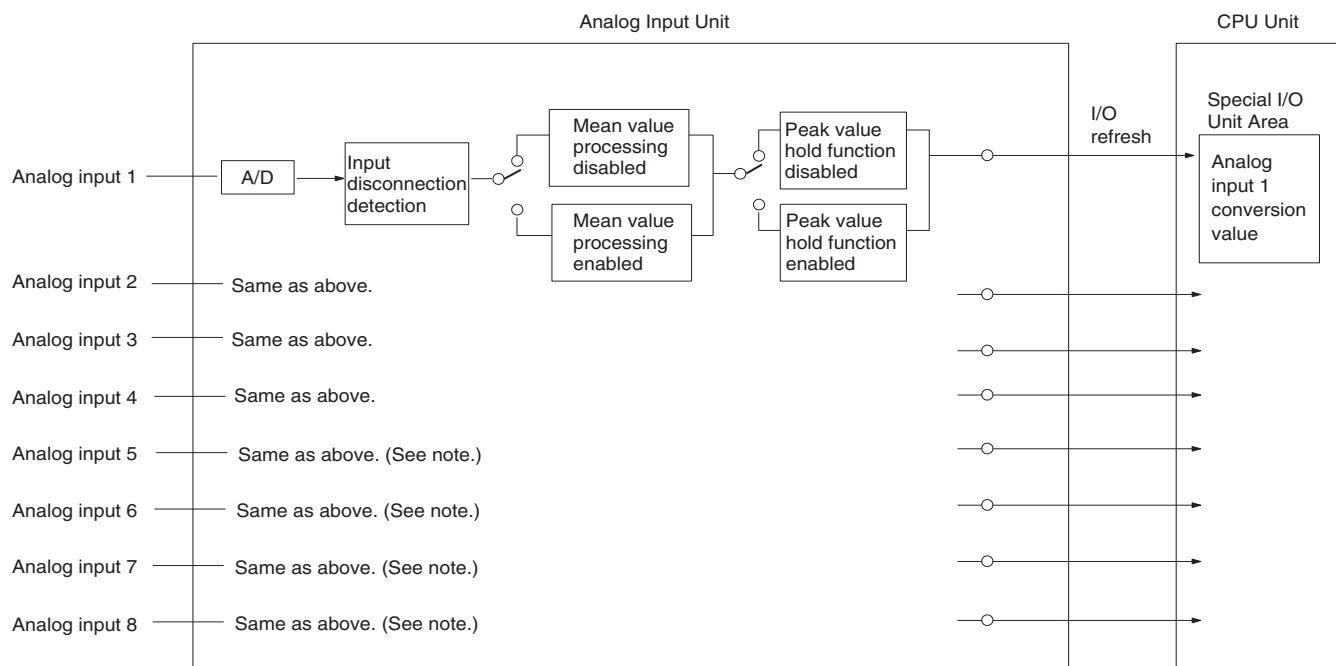 Analog Input Unit
CPU Unit
Analog input 1
A/D
Input
disconnection
detection
Mean value
processing
disabled
Mean value
processing
enabled
Peak value
hold function
disabled
Peak value
hold function
enabled
I/O
refresh
Special I/O
Unit Area
Analog
input 1
conversion
value
Analog input 2
Same as above.
Analog input 3
Same as above.
Analog input 4
Same as above.
Analog input 5
Same as above. (See note.)
Analog input 6
Same as above. (See note.)
Analog input 7
Same as above. (See note.)
Analog input 8
Same as above. (See note.)